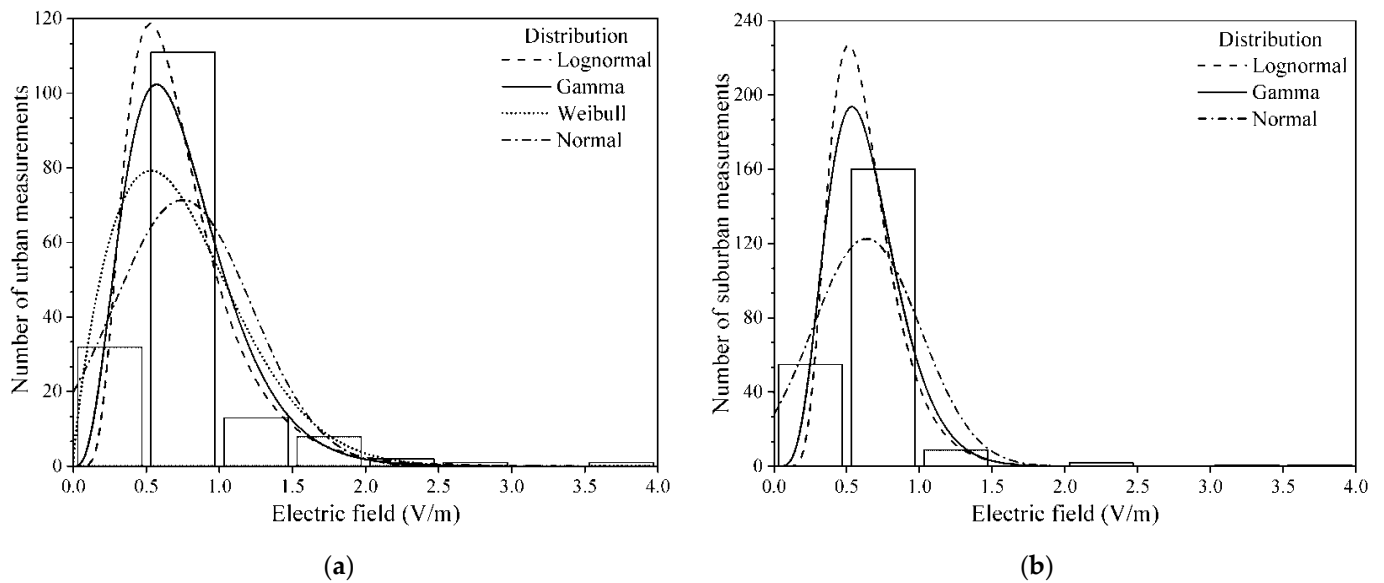 120
100
80
60
40
20
0
Number of urban measurements
0.0 0.5 1.0 1.5 2.0 2.5 3.0 3.5 4.0
Electric field (V/m)
Distribution
Lognormal
Gamma
Weibull
Normal
(a)
240
200
160
120
80
40
0
Number of suburban measurements
0.0 0.5 1.0 1.5 2.0 2.5 3.0 3.5 4.0
Electric field (V/m)
Distribution
Lognormal
Gamma
Normal
(b)